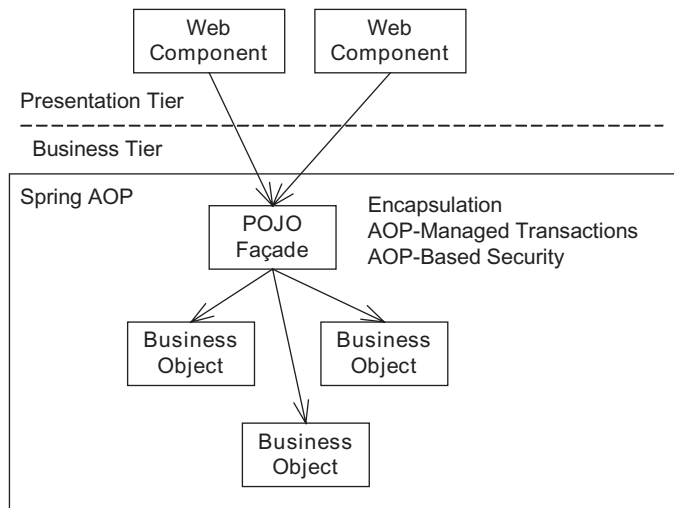 Web
Component
Web
Component
Presentation Tier
Business Tier
Spring AOP
POJO
Façade
Encapsulation
AOP-Managed Transactions
AOP-Based Security
Business
Object
Business
Object
Business
Object